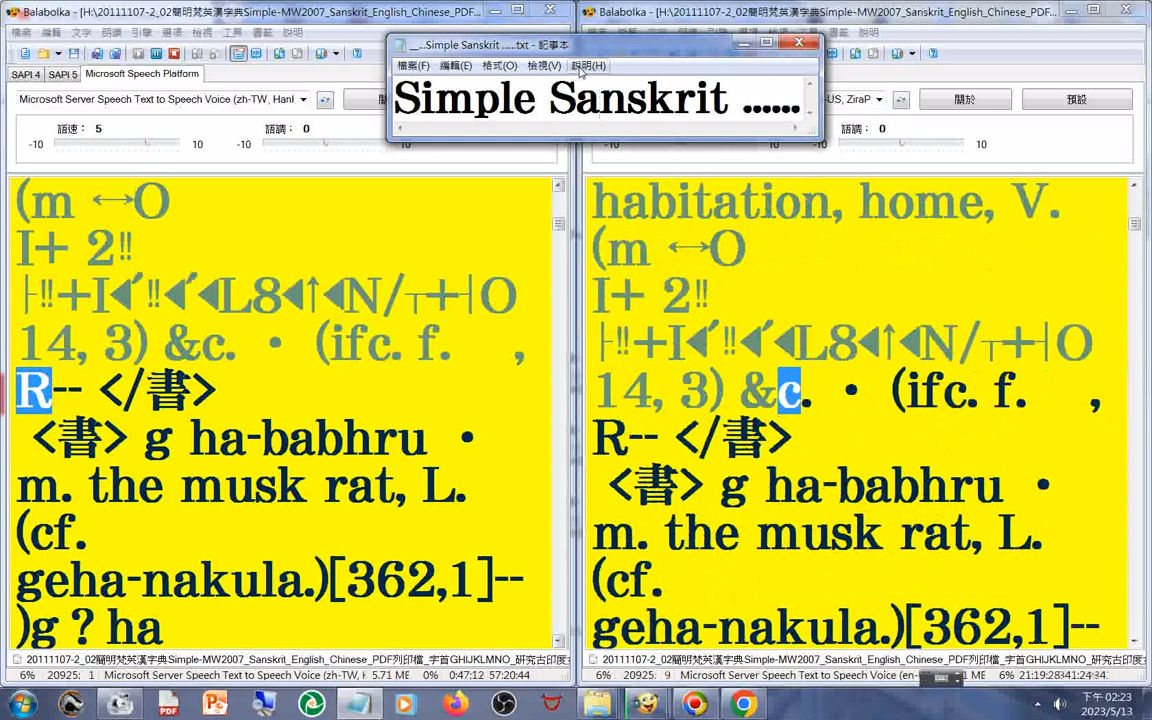 Balabolka - [H:\20111107-2_02簡明梵英漢字典Simple-MW2007_Sanskrit_English_Chinese_PDF...
Balabolka - [H:\20111107-2_02簡明梵英漢字典Simple-MW2007_Sanskrit_English_Chinese_PDF...
檔案 編輯 文字 朗讀 引擎 選項 檢視 工具 書籤 說明
SAPI 4 SAPI 5 Microsoft Speech Platform
Microsoft Server Speech Text to Speech Voice (zh-TW, HanI
-US, ZiraP
關於
預設
語速： 5
語調： 0
語調： 0
-10 10 -10
-10 10
__...Simple Sanskrit ......txt - 記事本
檔案(F) 編輯(E) 格式(O) 檢視(V) 說明(H)
Simple Sanskrit ......
(m ↔O
I+ 2‼
├‼+I◀′‼◀′◀L8◀↑◀N/┬+┤O
14, 3) &c. • (ifc. f. ,
R-- </書>
<書> g ha-babhru •
m. the musk rat, L.
(cf.
geha-nakula.)[362,1]--
)g ? ha
habitation, home, V.
(m ↔O
I+ 2‼
├‼+I◀′‼◀′◀L8◀↑◀N/┬+┤O
14, 3) &c. • (ifc. f. ,
R-- </書>
<書> g ha-babhru •
m. the musk rat, L.
(cf.
geha-nakula.)[362,1]--
20111107-2_02簡明梵英漢字典Simple-MW2007_Sanskrit_English_Chinese_PDF列印檔_字首GHIJKLMNO_研究古印度
20111107-2_02簡明梵英漢字典Simple-MW2007_Sanskrit_English_Chinese_PDF列印檔_字首GHIJKLMNO_研究古印度
6% 20925: 1 Microsoft Server Speech Text to Speech Voice (zh-TW, 5.71 ME 0% 0:47:12 57:20:44
6% 20925: 9 Microsoft Server Speech Text to Speech 6% 21:19:28
下午 02:23
2023/5/13